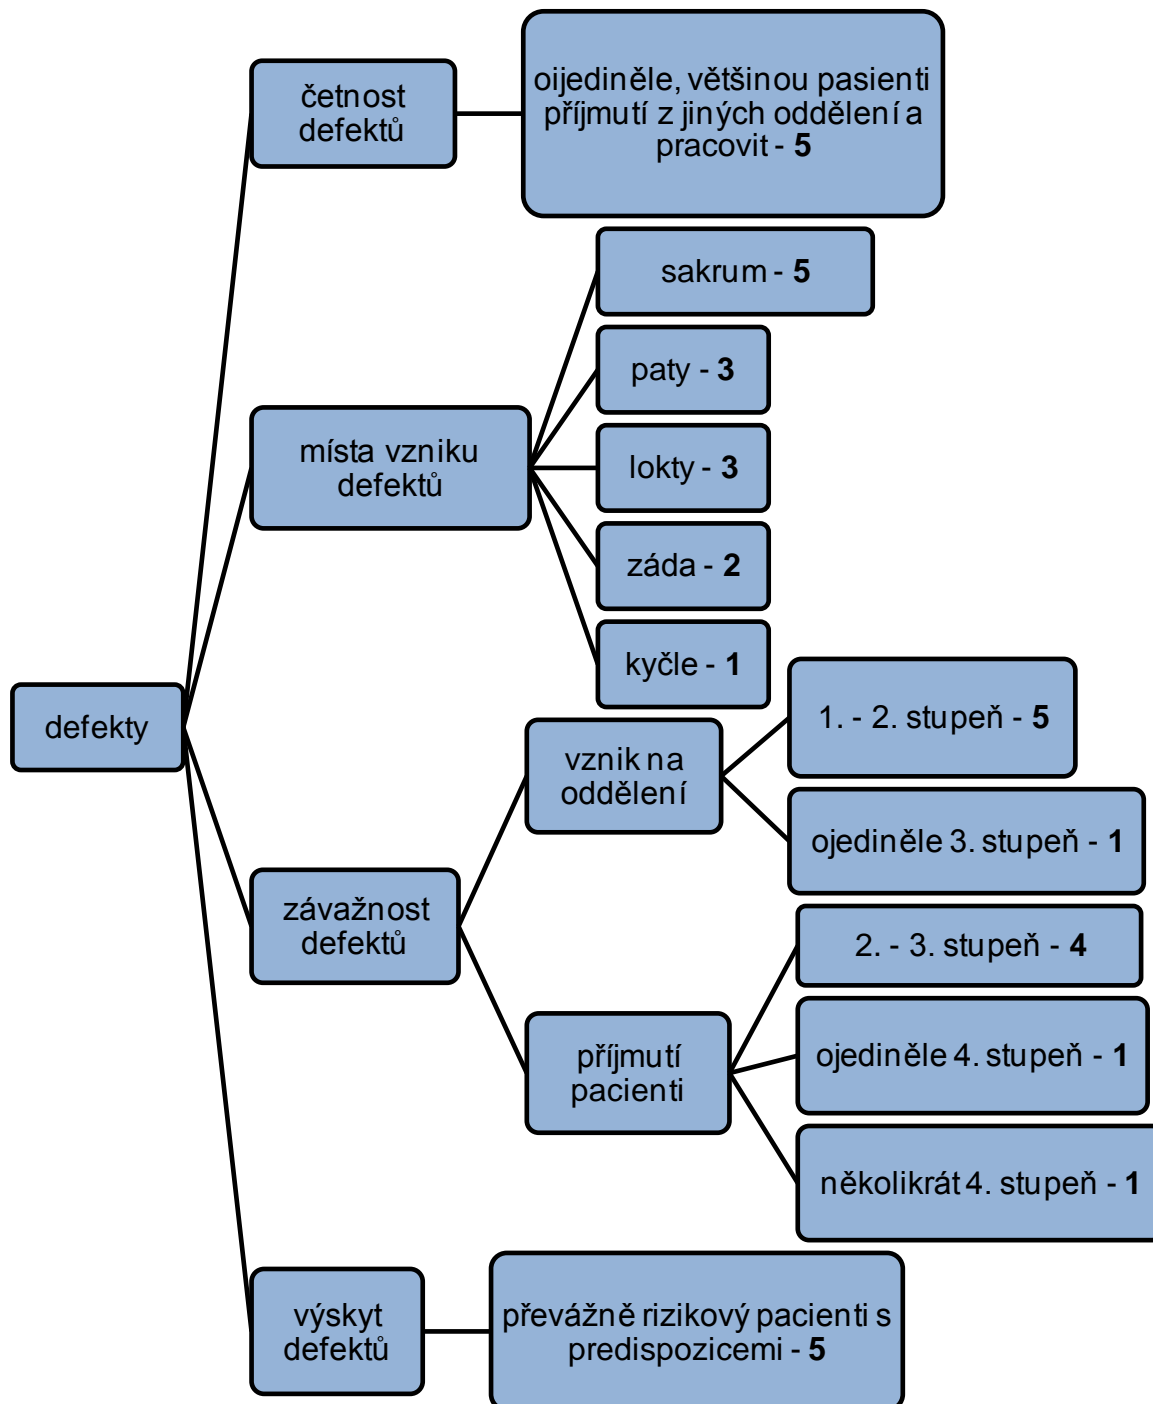 četnost
defektů
oijediněle, většinou pasienti
příjmutí z jiných oddělení a
pracovit - 5
místa vzniku
defektů
sakrum - 5
paty - 3
lokty - 3
záda - 2
kyčle - 1
defekty
závažnost
defektů
vznik na
oddělení
1. - 2. stupeň - 5
ojediněle 3. stupeň - 1
příjmutí
pacienti
2. - 3. stupeň - 4
ojediněle 4. stupeň - 1
několikrát 4. stupeň - 1
výskyt
defektů
převážně rizikový pacienti s
predispozicemi - 5